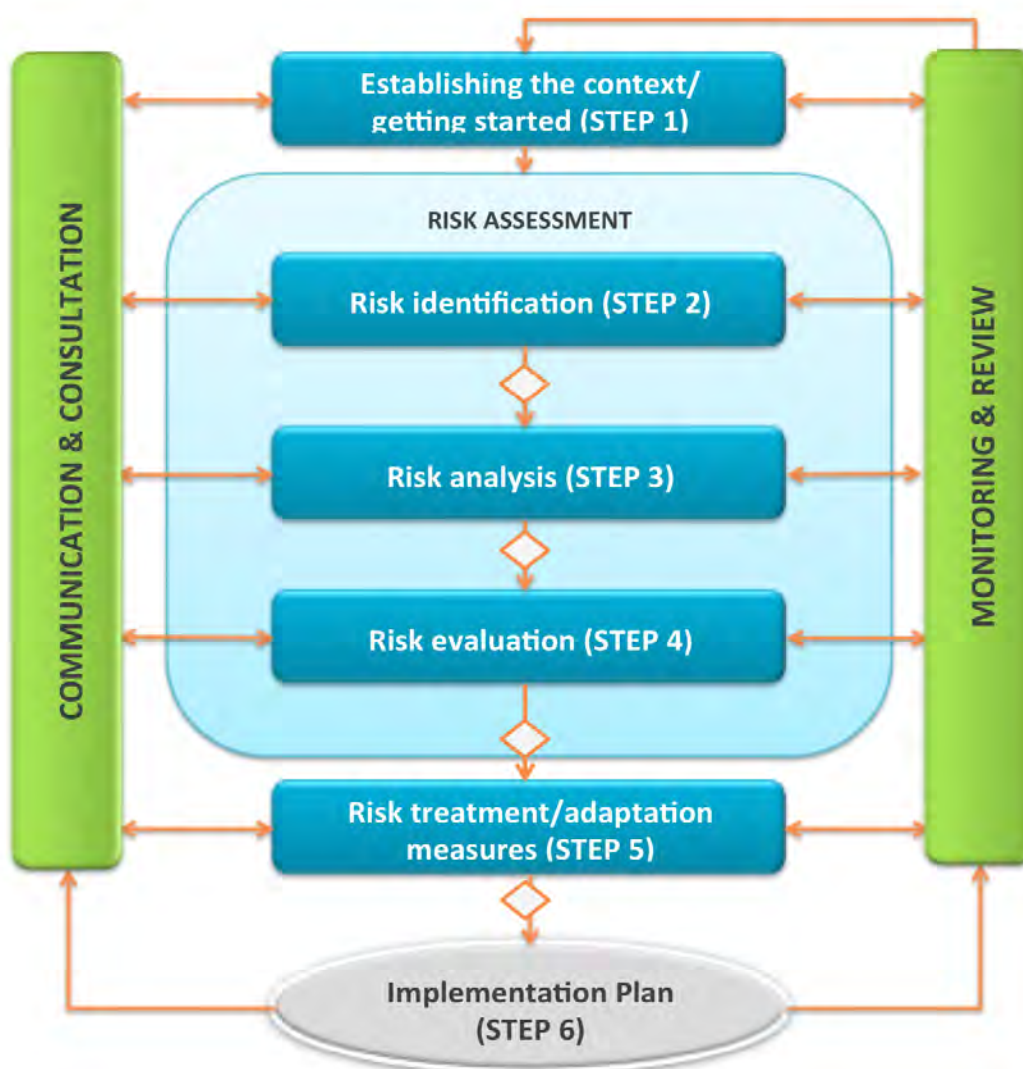 Establishing the context/
getting started (STEP 1)
COMMUNICATION & CONSULTATION
MONITORING & REVIEW
RISK ASSESSMENT
Risk identification (STEP 2)
Risk analysis (STEP 3)
Risk evaluation (STEP 4)
Risk treatment/adaptation
measures (STEP 5)
Implementation Plan
(STEP 6)